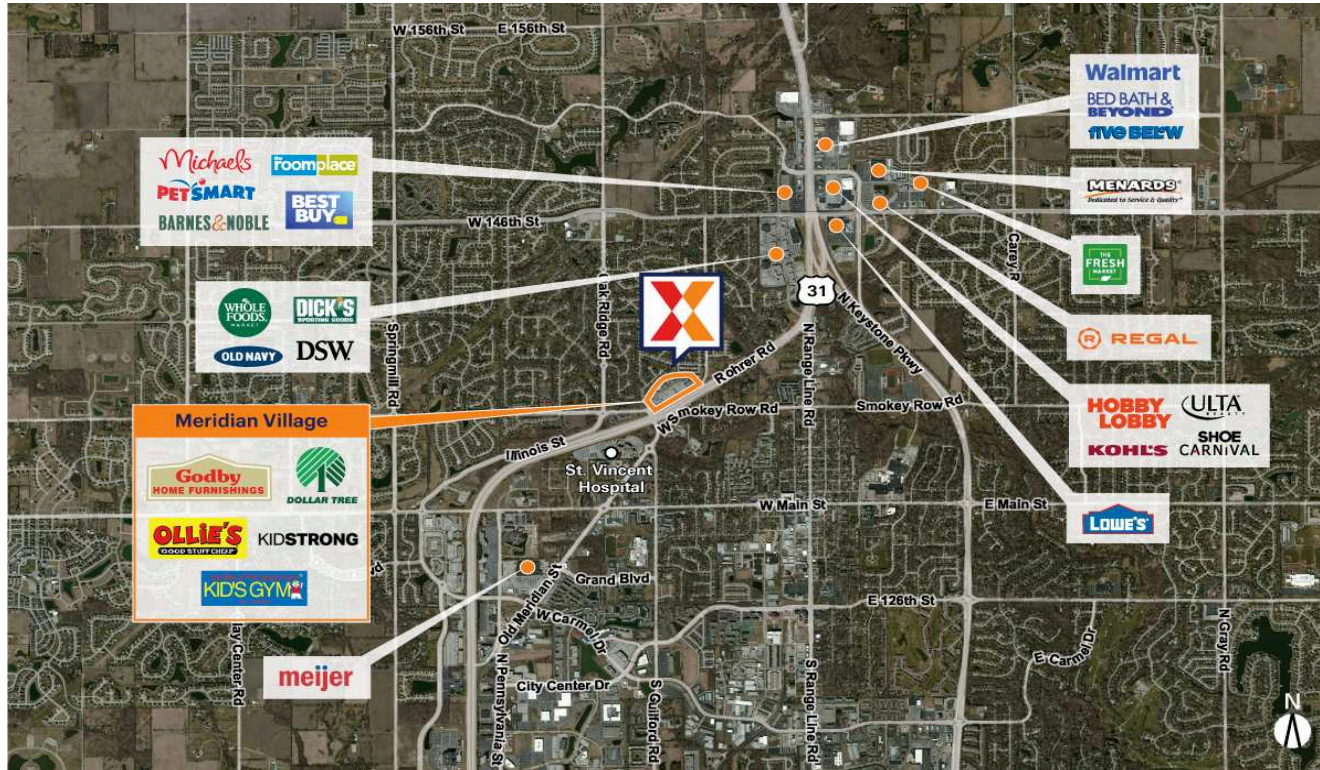 W 156th St
E 156th St
Walmart
BED BATH &
BEYOND
five BEL°W
Michaels
the
roomplace
PETSMART
BEST
BUY
BARNES&NOBLE
MENARDS®
Dedicated to Service & Quality™
W 146th St
Carey R
THE
FRESH
MARKET
31
WHOLE
FOODS
MARKET
DICK'S
SPORTING GOODS
OLD NAVY
DSW
Springmill Rd
Oak Ridge Rd
N Keystone Pkwy
R REGAL
N Range Line Rd
Rohrer Rd
W Smokey Row Rd
Smokey Row Rd
HOBBY
LOBBY
ULTA
BEAUTY
KOHL'S
SHOE
CARNiVAL
Meridian Village
Illinois St
St. Vincent
Hospital
Godby
HOME FURNISHINGS
DOLLAR TREE
W Main St
E Main St
LOWE'S
OLLiE'S
GOOD STUFF CHEAP
KIDSTRONG
KID'S GYM
vd
Grand Blvd
E 126th St
Old Meridian St
W Carmel Dr
meijer
ay Center Rd
N Pennsylvania St
City Center Dr
S Guilford Rd
S Range Line Rd
E Carmel Dr
N Gray Rd
N